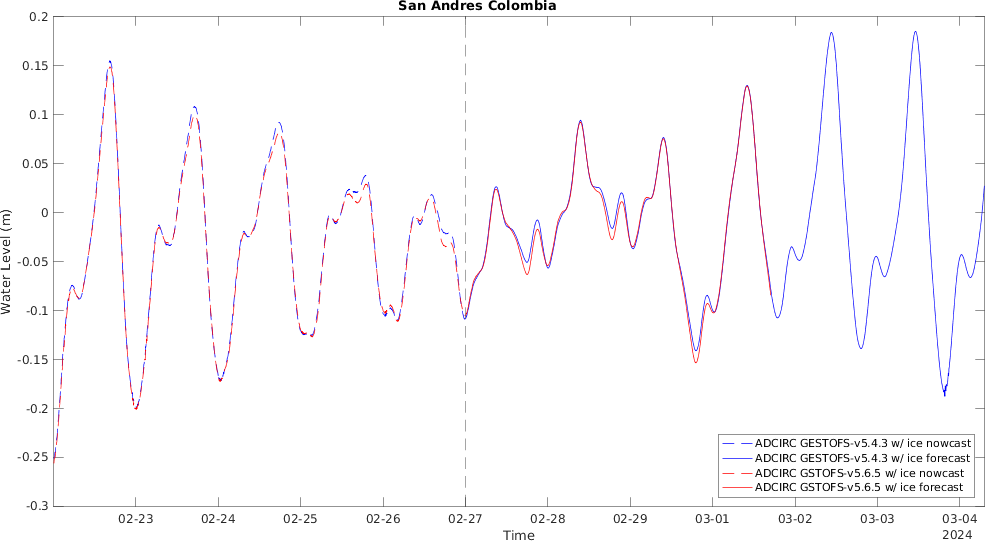 San Andres Colombia
0.2
0.15
0.1
0.05
0
-0.05
-0.1
-0.15
-0.2
-0.25
-0.3
Water Level (m)
ADCIRC GESTOFS-v5.4.3 w/ ice nowcast
ADCIRC GESTOFS-v5.4.3 w/ ice forecast
ADCIRC GSTOFS-v5.6.5 w/ ice nowcast
ADCIRC GSTOFS-v5.6.5 w/ ice forecast
02-23 02-24 02-25 02-26 02-27 02-28 02-29 03-01 03-02 03-03 03-04
Time
2024